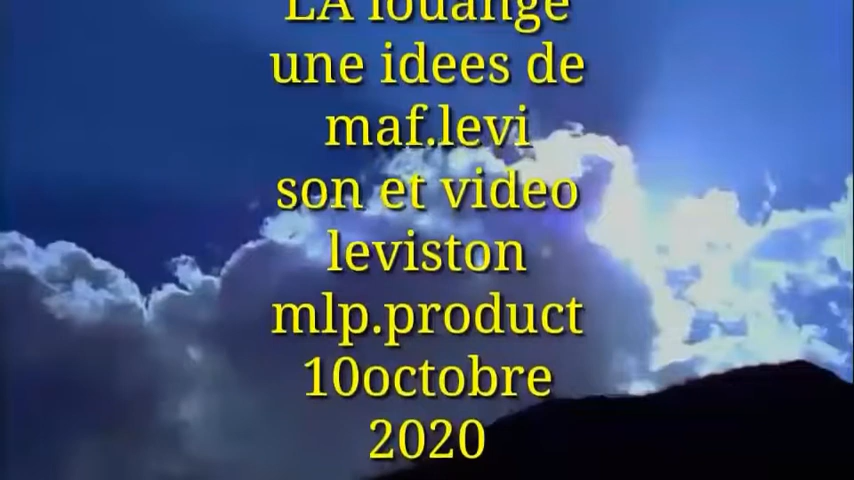 LA louange
une idees de
maf.levi
son et video
leviston
mlp.product
10octobre
2020